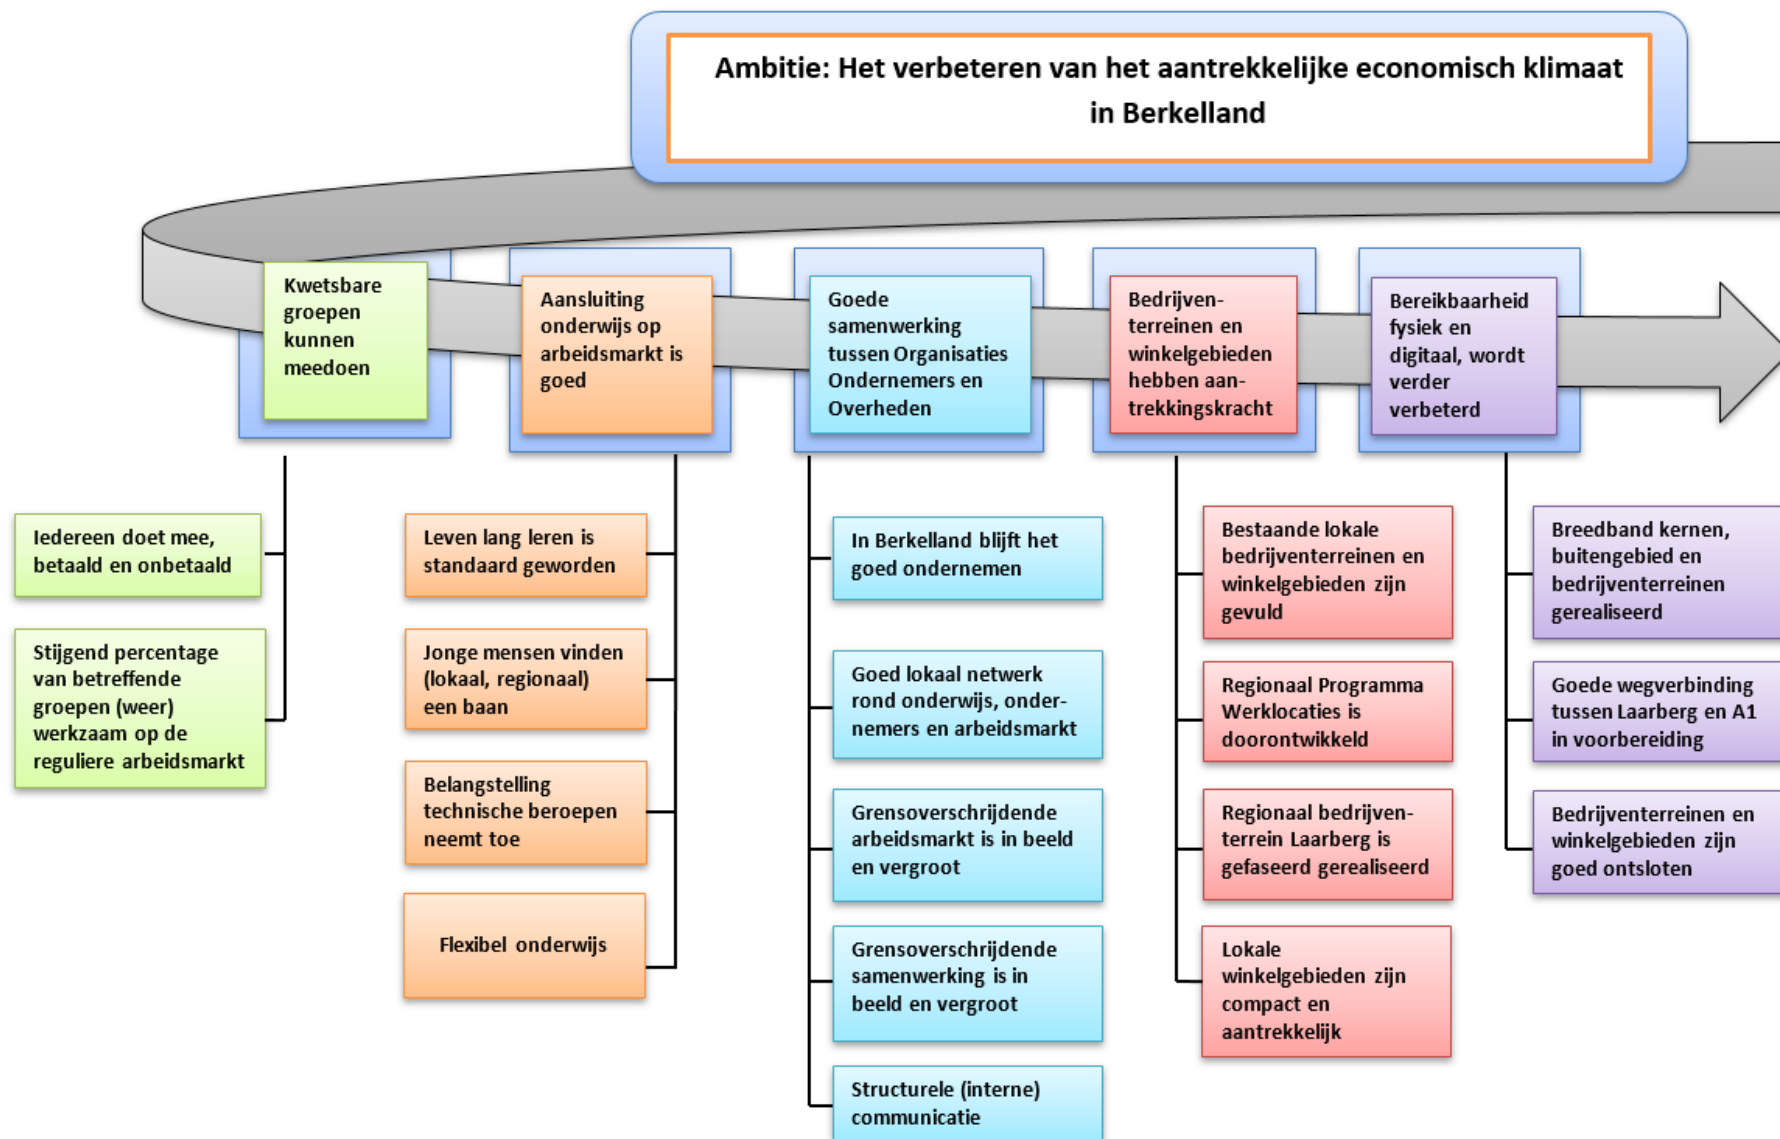 Ambitie: Het verbeteren van het aantrekkelijke economisch klimaat
in Berkelland
Kwetsbare
groepen
kunnen
meedoen
Aansluiting
onderwijs op
arbeidsmarkt is
goed
Goede
samenwerking
tussen Organisaties
Ondernemers en
Overheden
Bedrijven-
terreinen en
winkelgebieden
hebben aan-
trekkingskracht
Bereikbaarheid
fysiek en
digitaal, wordt
verder
verbeterd
Iedereen doet mee,
betaald en onbetaald
Stijgend percentage
van betreffende
groepen (weer)
werkzaam op de
reguliere arbeidsmarkt
Leven lang leren is
standaard geworden
Jonge mensen vinden
(lokaal, regionaal)
een baan
Belangstelling
technische beroepen
neemt toe
Flexibel onderwijs
In Berkelland blijft het
goed ondernemen
Goed lokaal netwerk
rond onderwijs, onder-
nemers en arbeidsmarkt
Grensoverschrijdende
arbeidsmarkt is in beeld
en vergroot
Grensoverschrijdende
samenwerking is in
beeld en vergroot
Structurele (interne)
communicatie
Bestaande lokale
bedrijventerreinen en
winkelgebieden zijn
gevuld
Regionaal Programma
Werklocaties is
doorontwikkeld
Regionaal bedrijven-
terrein Laarberg is
gefaseerd gerealiseerd
Lokale
winkelgebieden zijn
compact en
aantrekkelijk
Breedband kernen,
buitengebied en
bedrijventerreinen
gerealiseerd
Goede wegverbinding
tussen Laarberg en A1
in voorbereiding
Bedrijventerreinen en
winkelgebieden zijn
goed ontsloten